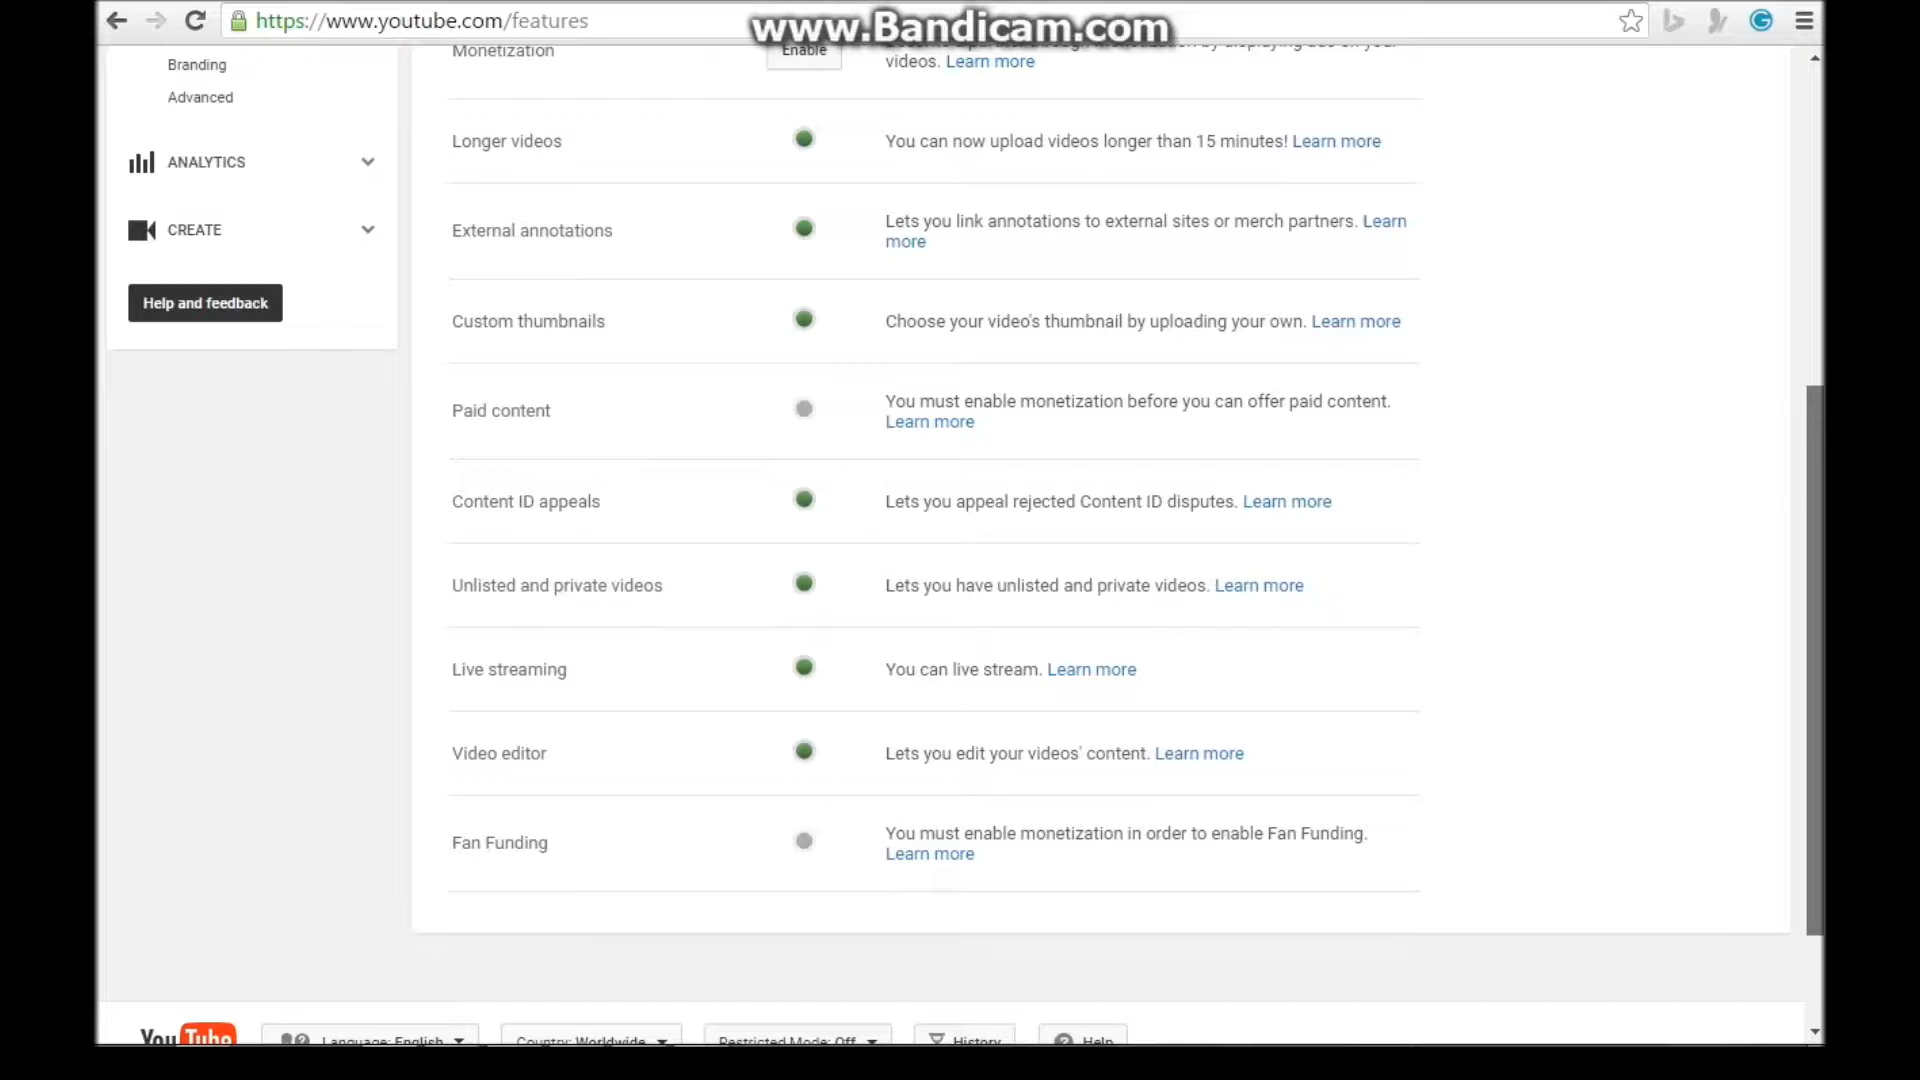 https://www.youtube.com/features
www.Bandicam.com
Branding
Advanced
ANALYTICS
CREATE
Help and feedback
Monetization
Enable
videos. Learn more
Longer videos
You can now upload videos longer than 15 minutes! Learn more
External annotations
Lets you link annotations to external sites or merch partners. Learn
more
Custom thumbnails
Choose your video's thumbnail by uploading your own. Learn more
Paid content
You must enable monetization before you can offer paid content.
Learn more
Content ID appeals
Lets you appeal rejected Content ID disputes. Learn more
Unlisted and private videos
Lets you have unlisted and private videos. Learn more
Live streaming
You can live stream. Learn more
Video editor
Lets you edit your videos' content. Learn more
Fan Funding
You must enable monetization in order to enable Fan Funding.
Learn more
YouTube
Language: English
Country: Worldwide
Restricted Mode: Off
History
Help